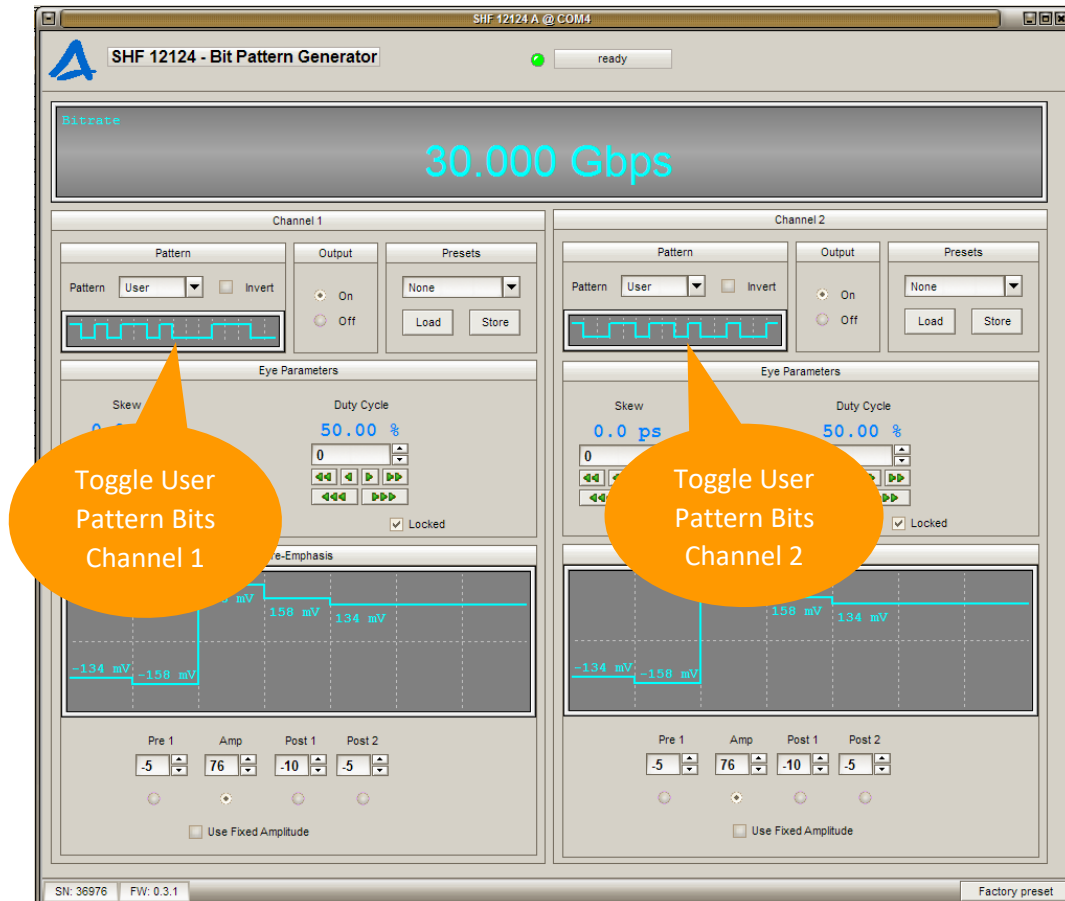 SHF 12124 A @ COM4
SHF 12124 - Bit Pattern Generator
ready
Bitrate
30.000 Gbps
Channel 1
Pattern
Output
Presets
Pattern
User
Invert
On
Off
None
Load
Store
Eye Parameters
Skew
Duty Cycle
50.00 %
0
Locked
Toggle User
Pattern Bits
Channel 1
158 mV
134 mV
-134 mV
-158 mV
Pre 1
Amp
Post 1
Post 2
-5
76
-10
-5
Use Fixed Amplitude
Channel 2
Pattern
Output
Presets
Pattern
User
Invert
On
Off
None
Load
Store
Eye Parameters
Skew
Duty Cycle
0.0 ps
50.00 %
0
Locked
Toggle User
Pattern Bits
Channel 2
158 mV
134 mV
-134 mV
-158 mV
Pre 1
Amp
Post 1
Post 2
-5
76
-10
-5
Use Fixed Amplitude
SN: 36976
FW: 0.3.1
Factory preset